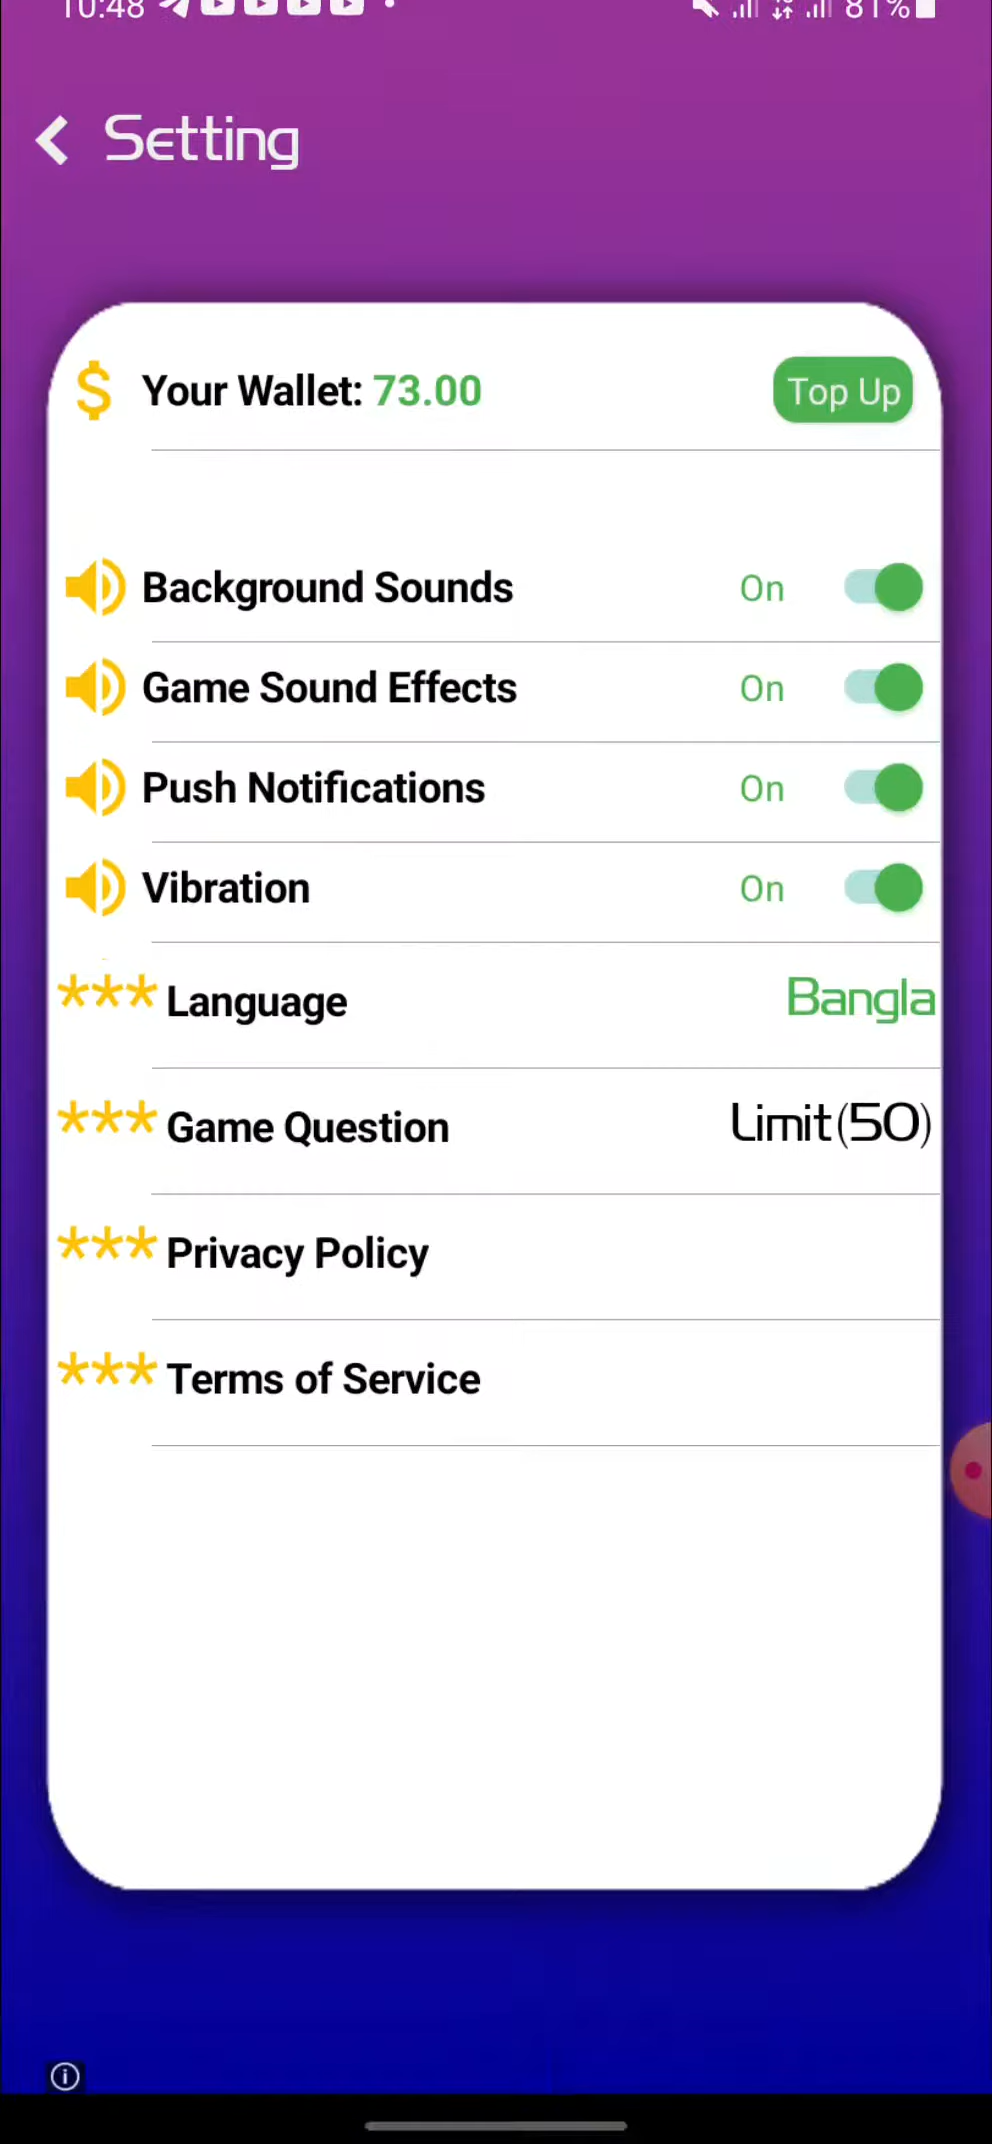 10:48 81%
Setting
Your Wallet: 73.00 Top Up
Background Sounds On
Game Sound Effects On
Push Notifications On
Vibration On
*** Language Bangla
*** Game Question Limit(50)
*** Privacy Policy
*** Terms of Service